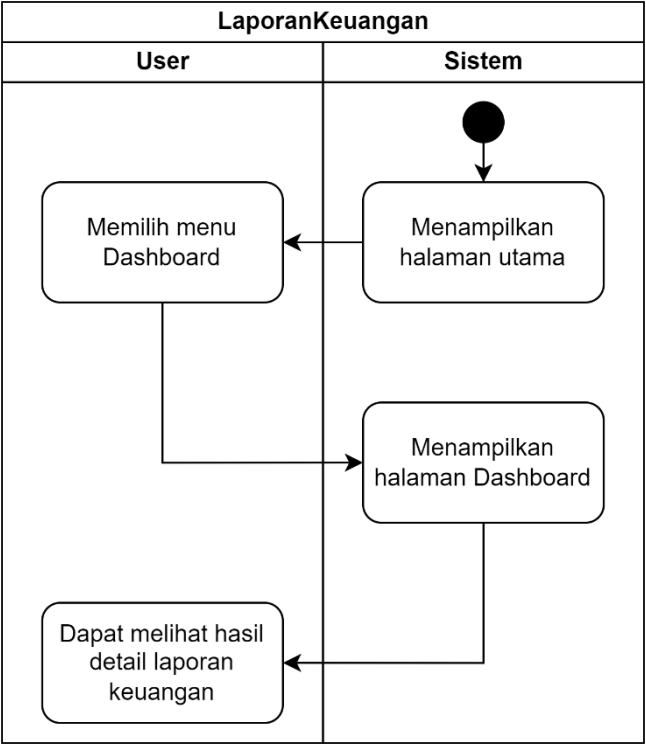 LaporanKeuangan
User
Sistem
Memilih menu
Dashboard
Menampilkan
halaman utama
Menampilkan
halaman Dashboard
Dapat melihat hasil
detail laporan
keuangan